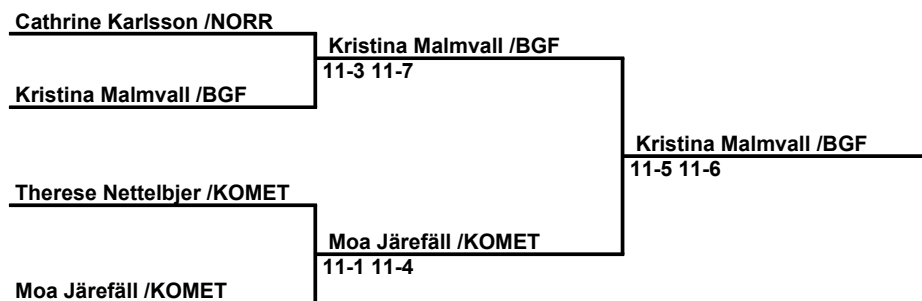 Cathrine Karlsson /NORR
Kristina Malmvall /BGF
11-3 11-7
Kristina Malmvall /BGF
Kristina Malmvall /BGF
11-5 11-6
Therese Nettelbjer /KOMET
Moa Järefäll /KOMET
11-1 11-4
Moa Järefäll /KOMET